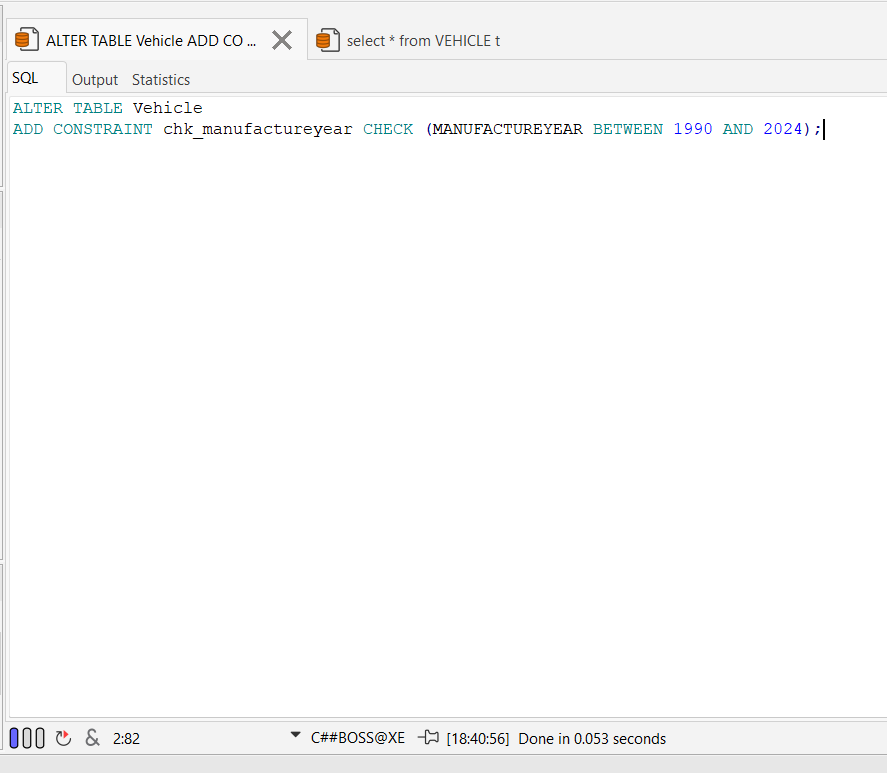 ALTER TABLE Vehicle ADD CO ...
select * from VEHICLE t
SQL Output Statistics
ALTER TABLE Vehicle
ADD CONSTRAINT chk_manufactureyear CHECK (MANUFACTUREYEAR BETWEEN 1990 AND 2024);
& 2:82 C##BOSS@XE [18:40:56] Done in 0.053 seconds